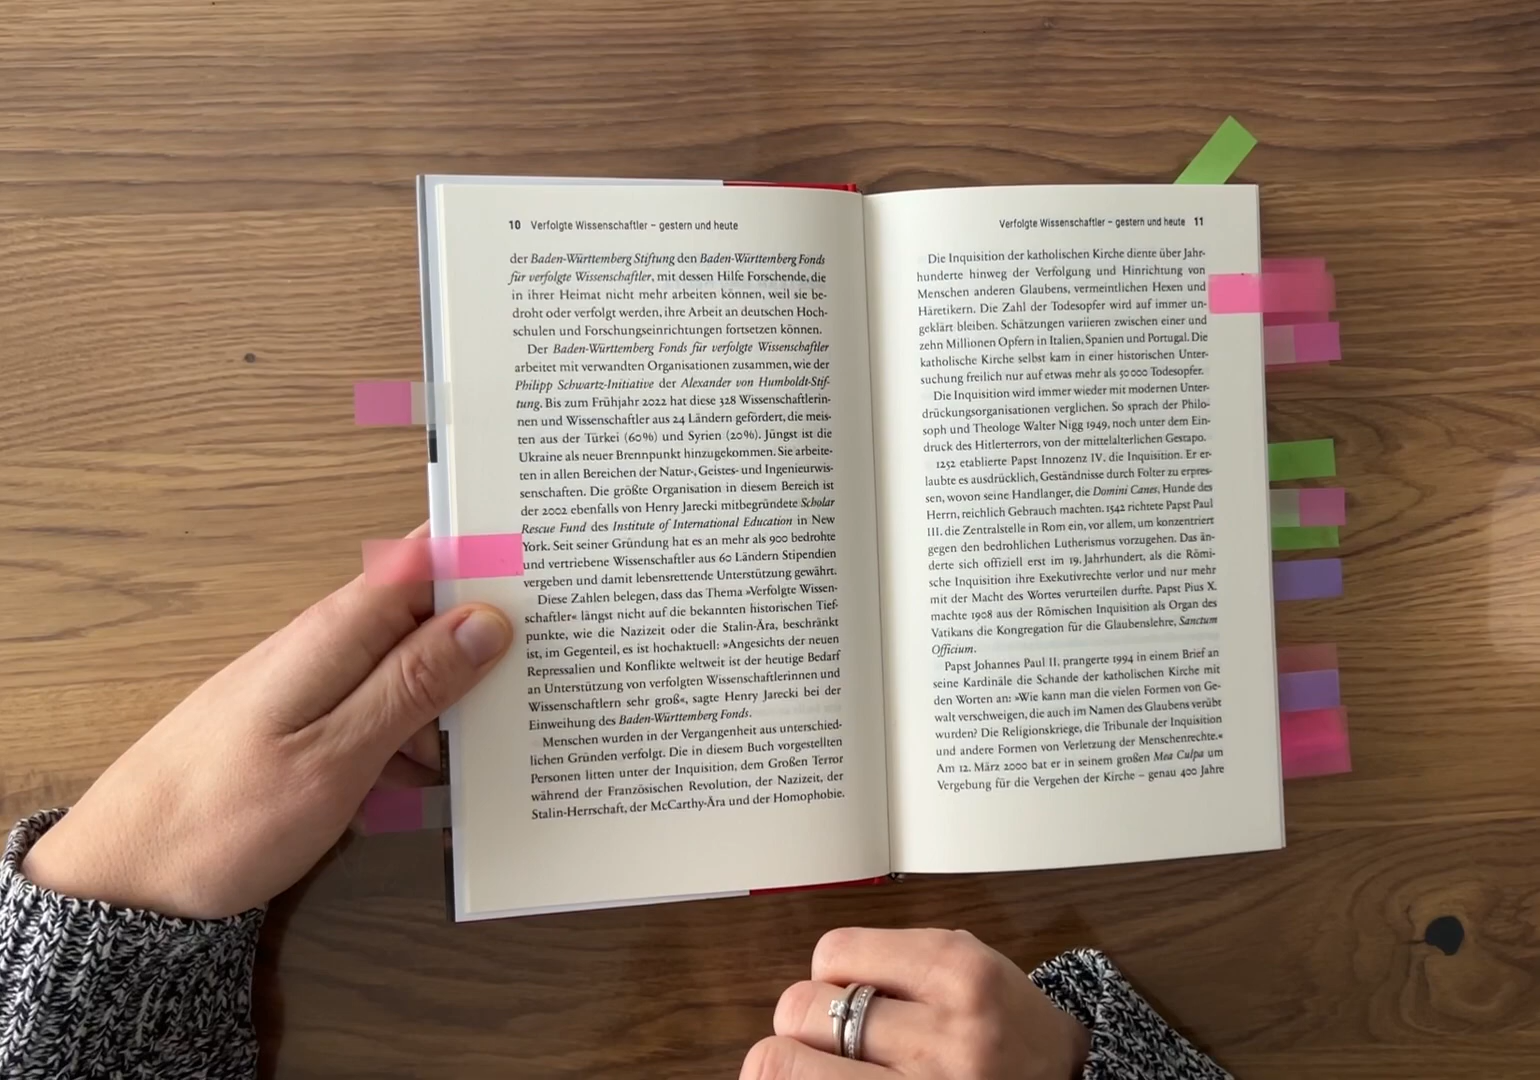 10 Verfolgte Wissenschaftler – gestern und heute
der Baden-Württemberg Stiftung den Baden-Württemberg Fonds
für verfolgte Wissenschaftler, mit dessen Hilfe Forschende, die
in ihrer Heimat nicht mehr arbeiten können, weil sie be-
droht oder verfolgt werden, ihre Arbeit an deutschen Hoch-
schulen und Forschungseinrichtungen fortsetzen können.
Der Baden-Württemberg Fonds für verfolgte Wissenschaftler
arbeitet mit verwandten Organisationen zusammen, wie der
Philipp Schwartz-Initiative der Alexander von Humboldt-Stif-
tung. Bis zum Frühjahr 2022 hat diese 328 Wissenschaftlerin-
nen und Wissenschaftler aus 24 Ländern gefördert, die meis-
ten aus der Türkei (60%) und Syrien (20%). Jüngst ist die
Ukraine als neuer Brennpunkt hinzugekommen. Sie arbeite-
ten in allen Bereichen der Natur-, Geistes- und Ingenieurwis-
senschaften. Die größte Organisation in diesem Bereich ist
der 2002 ebenfalls von Henry Jarecki mitbegründete Scholar
Rescue Fund des Institute of International Education in New
York. Seit seiner Gründung hat es an mehr als 900 bedrohte
und vertriebene Wissenschaftler aus 60 Ländern Stipendien
vergeben und damit lebensrettende Unterstützung gewährt.
Diese Zahlen belegen, dass das Thema »Verfolgte Wissen-
schaftler« längst nicht auf die bekannten historischen Tief-
punkte, wie die Nazizeit oder die Stalin-Ära, beschränkt
ist, im Gegenteil, es ist hochaktuell: »Angesichts der neuen
Repressalien und Konflikte weltweit ist der heutige Bedarf
an Unterstützung von verfolgten Wissenschaftlerinnen und
Wissenschaftlern sehr groß«, sagte Henry Jarecki bei der
Einweihung des Baden-Württemberg Fonds.
Menschen wurden in der Vergangenheit aus unterschied-
lichen Gründen verfolgt. Die in diesem Buch vorgestellten
Personen litten unter der Inquisition, dem Großen Terror
während der Französischen Revolution, der Nazizeit, der
Stalin-Herrschaft, der McCarthy-Ära und der Homophobie.
Verfolgte Wissenschaftler – gestern und heute 11
Die Inquisition der katholischen Kirche diente über Jahr-
hunderte hinweg der Verfolgung und Hinrichtung von
Menschen anderen Glaubens, vermeintlichen Hexen und
Häretikern. Die Zahl der Todesopfer wird auf immer un-
geklärt bleiben. Schätzungen variieren zwischen einer und
zehn Millionen Opfern in Italien, Spanien und Portugal. Die
katholische Kirche selbst kam in einer historischen Unter-
suchung freilich nur auf etwas mehr als 50000 Todesopfer.
Die Inquisition wird immer wieder mit modernen Unter-
drückungsorganisationen verglichen. So sprach der Philo-
soph und Theologe Walter Nigg 1949, noch unter dem Ein-
druck des Hitlerterrors, von der mittelalterlichen Gestapo.
1252 etablierte Papst Innozenz IV. die Inquisition. Er er-
laubte es ausdrücklich, Geständnisse durch Folter zu erpres-
sen, wovon seine Handlanger, die Domini Canes, Hunde des
Herrn, reichlich Gebrauch machten. 1542 richtete Papst Paul
III. die Zentralstelle in Rom ein, vor allem, um konzentriert
gegen den bedrohlichen Lutherismus vorzugehen. Das än-
derte sich offiziell erst im 19. Jahrhundert, als die Römi-
sche Inquisition ihre Exekutivrechte verlor und nur mehr
mit der Macht des Wortes verurteilen durfte. Papst Pius X.
machte 1908 aus der Römischen Inquisition als Organ des
Vatikans die Kongregation für die Glaubenslehre, Sanctum
Officium.
Papst Johannes Paul II. prangerte 1994 in einem Brief an
seine Kardinäle die Schande der katholischen Kirche mit
den Worten an: »Wie kann man die vielen Formen von Ge-
walt verschweigen, die auch im Namen des Glaubens verübt
wurden? Die Religionskriege, die Tribunale der Inquisition
und andere Formen von Verletzung der Menschenrechte.«
Am 12. März 2000 bat er in seinem großen Mea Culpa um
Vergebung für die Vergehen der Kirche – genau 400 Jahre